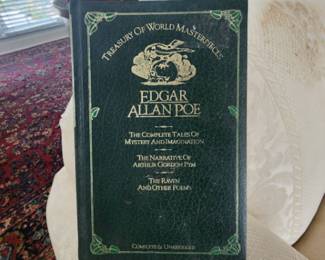 TREASURY OF WORLD MASTERPIECES
EDGAR
ALLAN POE
THE COMPLETE TALES OF
MYSTERY AND IMAGINATION
THE NARRATIVE OF
ARTHUR GORDON PYM
THE RAVEN
AND OTHER POEMS
COMPLETE & UNABRIDGED